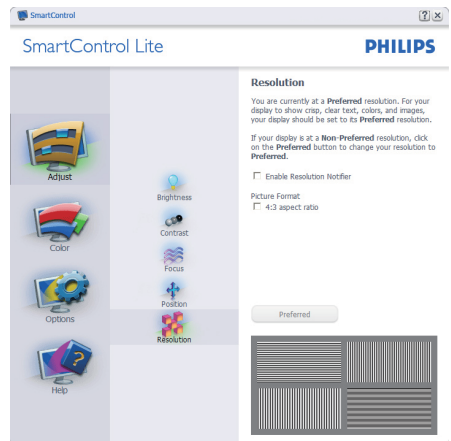 SmartControl
SmartControl Lite
PHILIPS
Adjust
Color
Options
Help
Brightness
Contrast
Focus
Position
Resolution
Resolution
You are currently at a Preferred resolution. For your
display to show crisp, clear text, colors, and images,
your display should be set to its Preferred resolution.
If your display is at a Non-Preferred resolution, click
on the Preferred button to change your resolution to
Preferred.
Enable Resolution Notifier
Picture Format
4:3 aspect ratio
Preferred